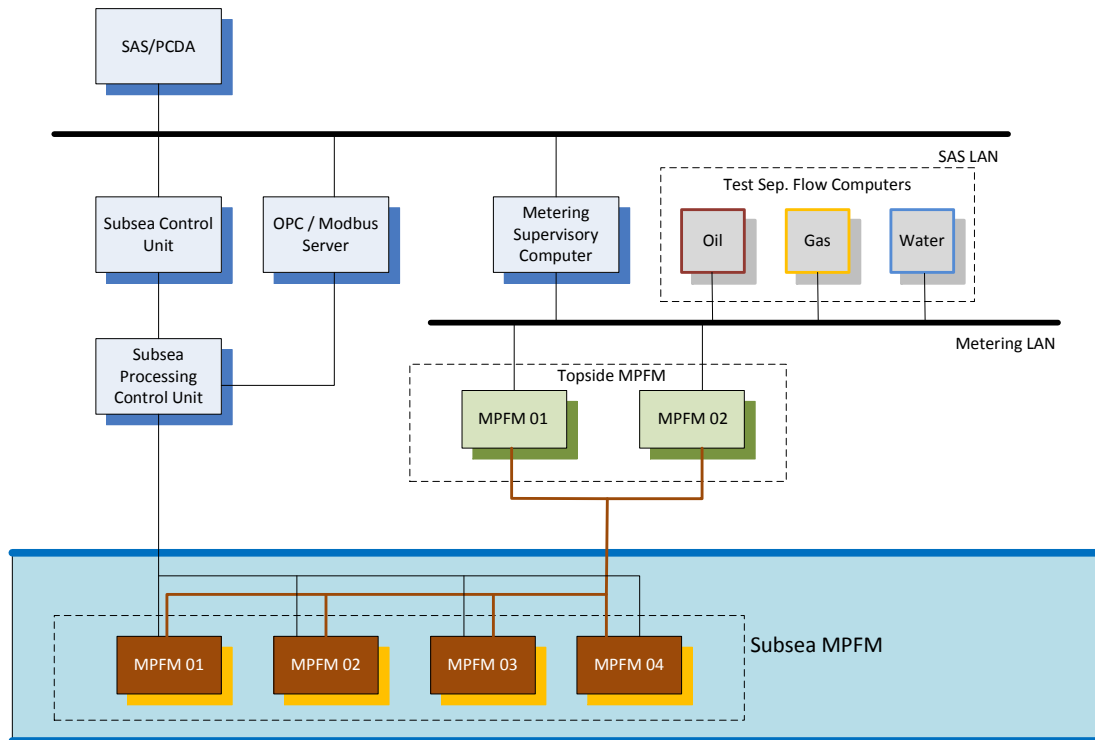 SAS/PCDA
SAS LAN
Subsea Control
Unit
OPC / Modbus
Server
Metering
Supervisory
Computer
Test Sep. Flow Computers
Oil
Gas
Water
Metering LAN
Subsea
Processing
Control Unit
Topside MPFM
MPFM 01
MPFM 02
Subsea MPFM
MPFM 01
MPFM 02
MPFM 03
MPFM 04